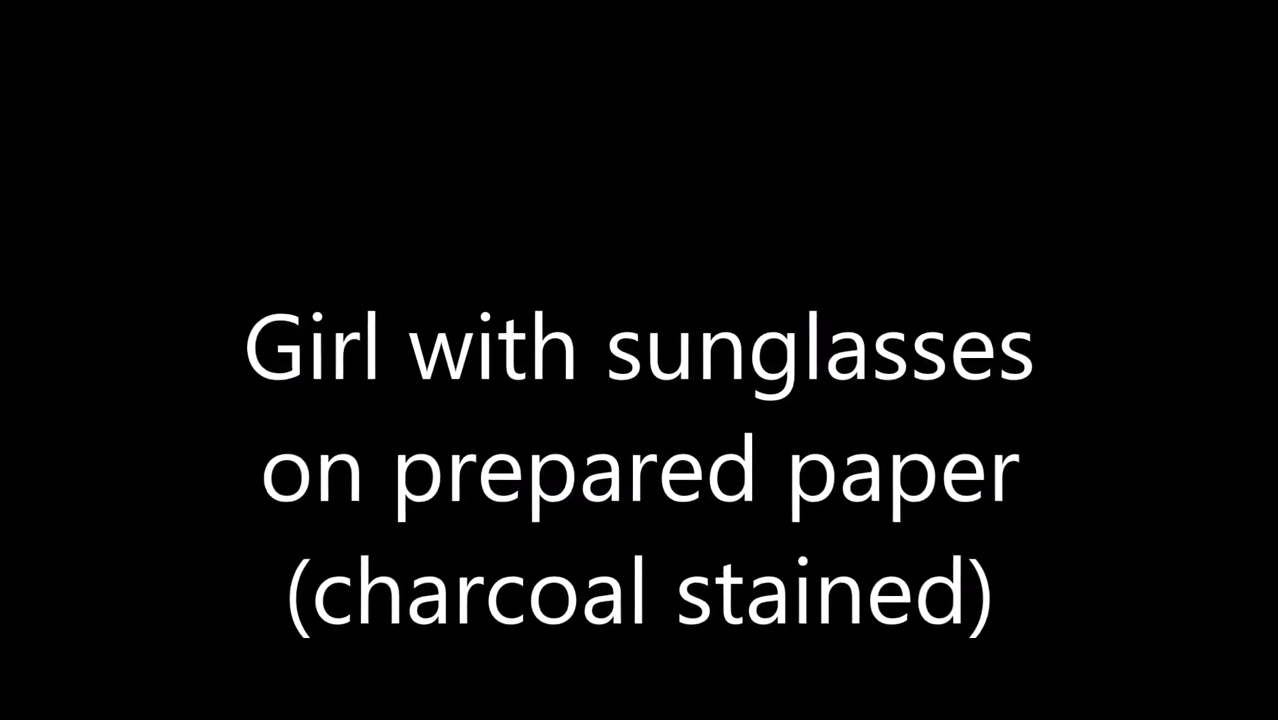 Girl with sunglasses
on prepared paper
(charcoal stained)